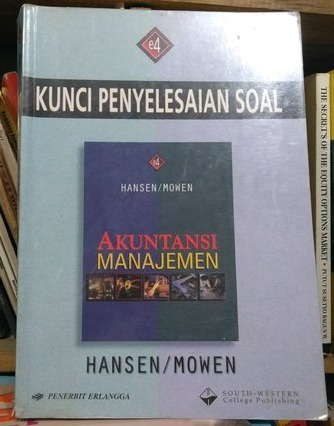 e4
KUNCI PENYELESAIAN SOAL
e4
HANSEN/MOWEN
AKUNTANSI
MANAJEMEN
HANSEN/MOWEN
PENERBIT ERLANGGA
SOUTH-WESTERN
College Publishing
THE SECRET'S OF THE EQUITY OPTIONS MARKET